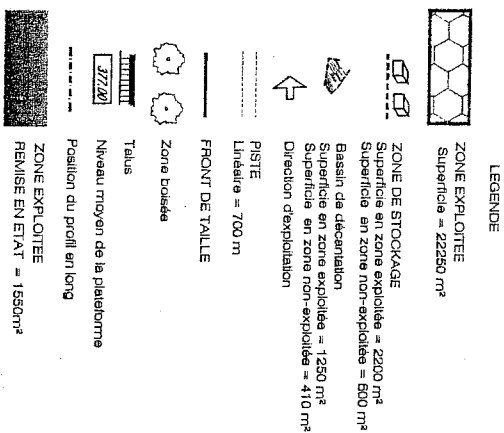 LEGENDE
ZONE EXPLOITEE
Superficie = 22250 m²
ZONE DE STOCKAGE
Superficie en zone exploitée = 2200 m²
Superficie en zone non-exploitée = 600 m²
Bassin de décantation
Superficie en zone exploitée = 1250 m²
Superficie en zone non-exploitée = 410 m²
Direction d'exploitation
PISTE
Linéaire = 700 m
FRONT DE TAILLE
Zone boisée
Talus
377.00
Niveau moyen de la plateforme
Position du profil en long
ZONE EXPLOITEE
REMISE EN ETAT = 1550m²